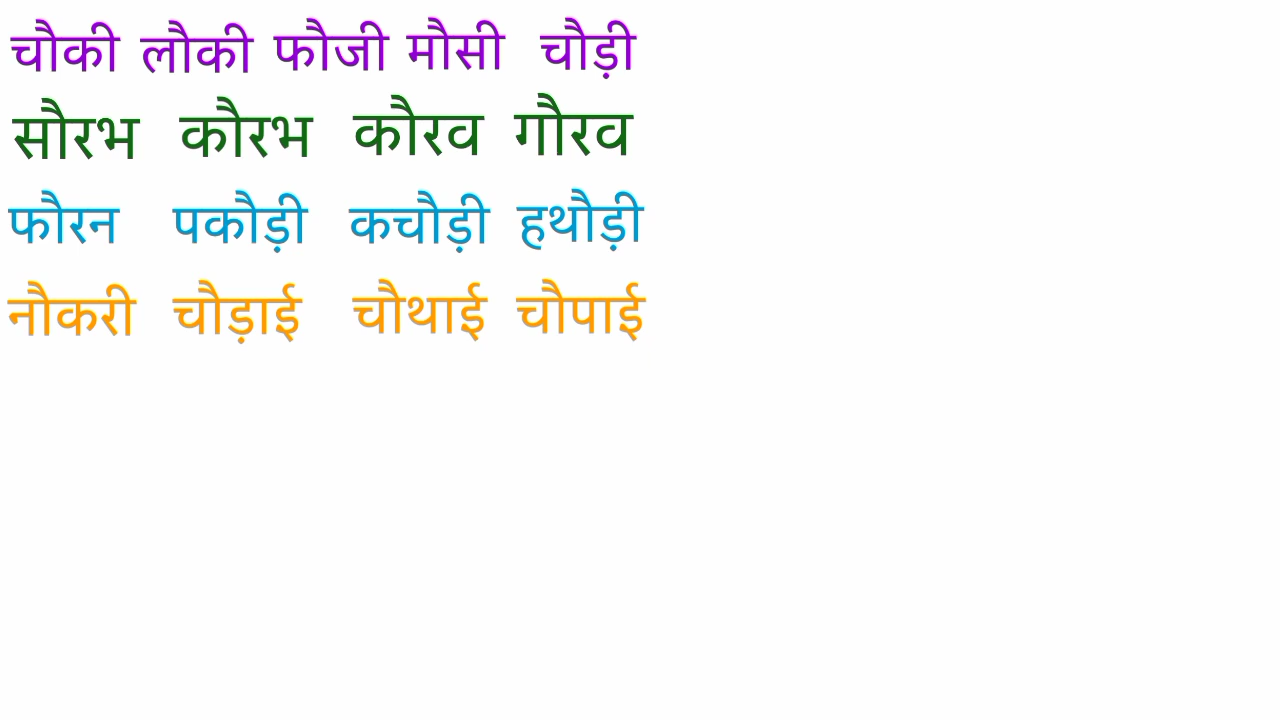 चौकी लौकी फौजी मौसी चौड़ी
सौरभ कौरभ कौरव गौरव
फौरन पकौड़ी कचौड़ी हथौड़ी
नौकरी चौड़ाई चौथाई चौपाई